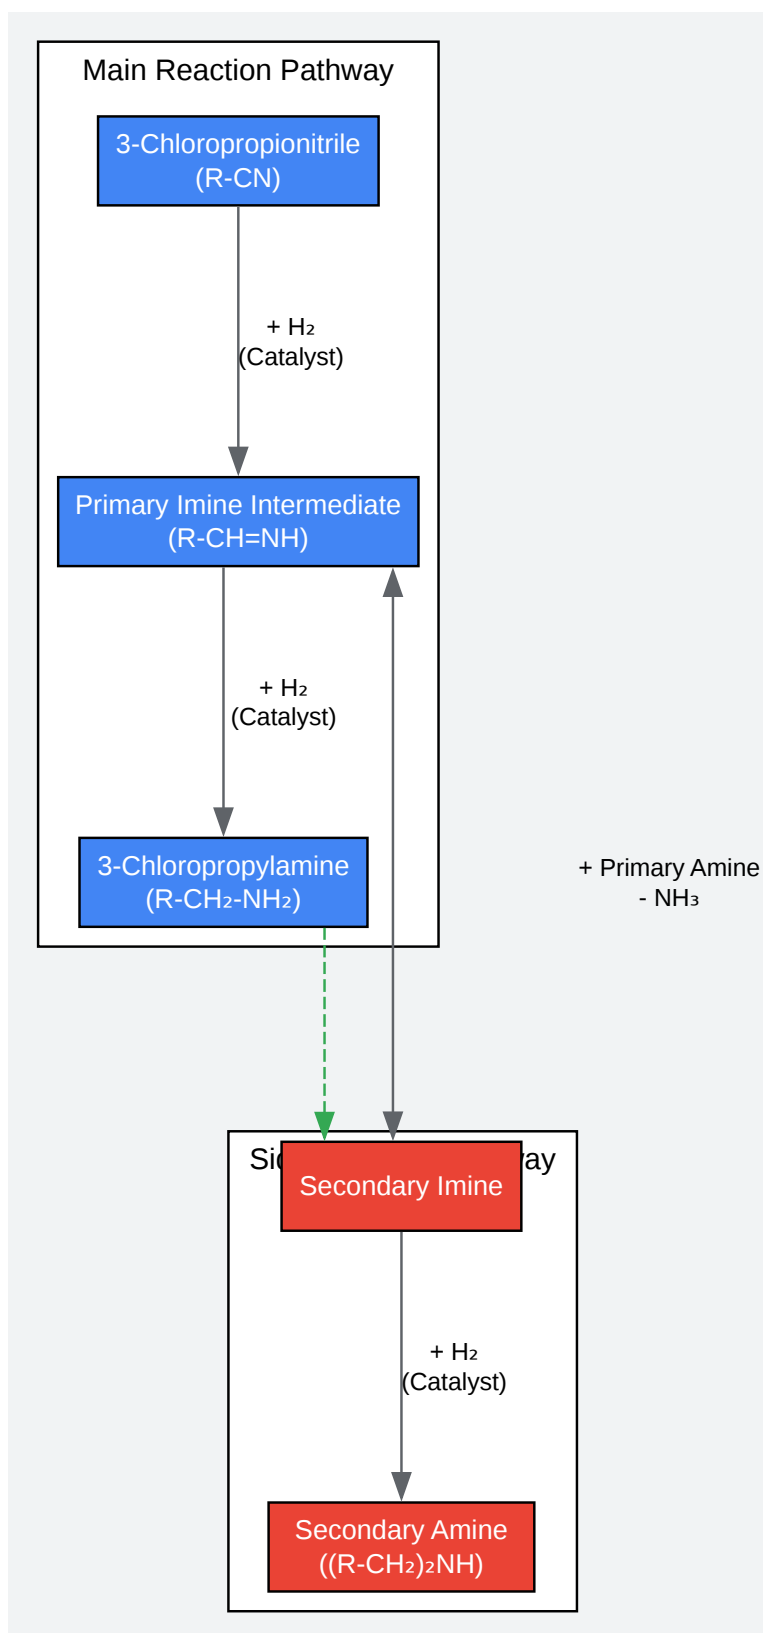 Main Reaction Pathway
3-Chloropropionitrile
(R-CN)
+ H₂
(Catalyst)
Primary Imine Intermediate
(R-CH=NH)
+ H₂
(Catalyst)
3-Chloropropylamine
(R-CH₂-NH₂)
+ Primary Amine
- NH₃
Secondary Imine
+ H₂
(Catalyst)
Secondary Amine
((R-CH₂)₂NH)